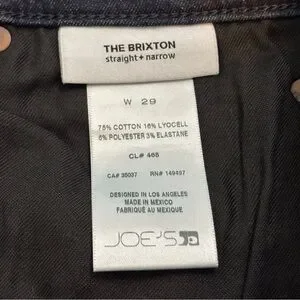 THE BRIXTON
straight + narrow
W 29
75% COTTON 16% LYOCELL
6% POLYESTER 3% ELASTANE
CL# 468
CA# 35037 RN# 149497
DESIGNED IN LOS ANGELES
MADE IN MEXICO
FABRIQUÉ AU MEXIQUE
JOE'S